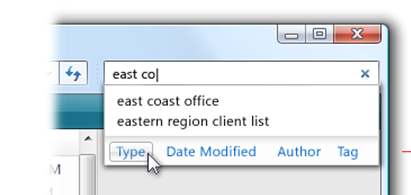 east co
east coast office
eastern region client list
Type Date Modified Author Tag
M